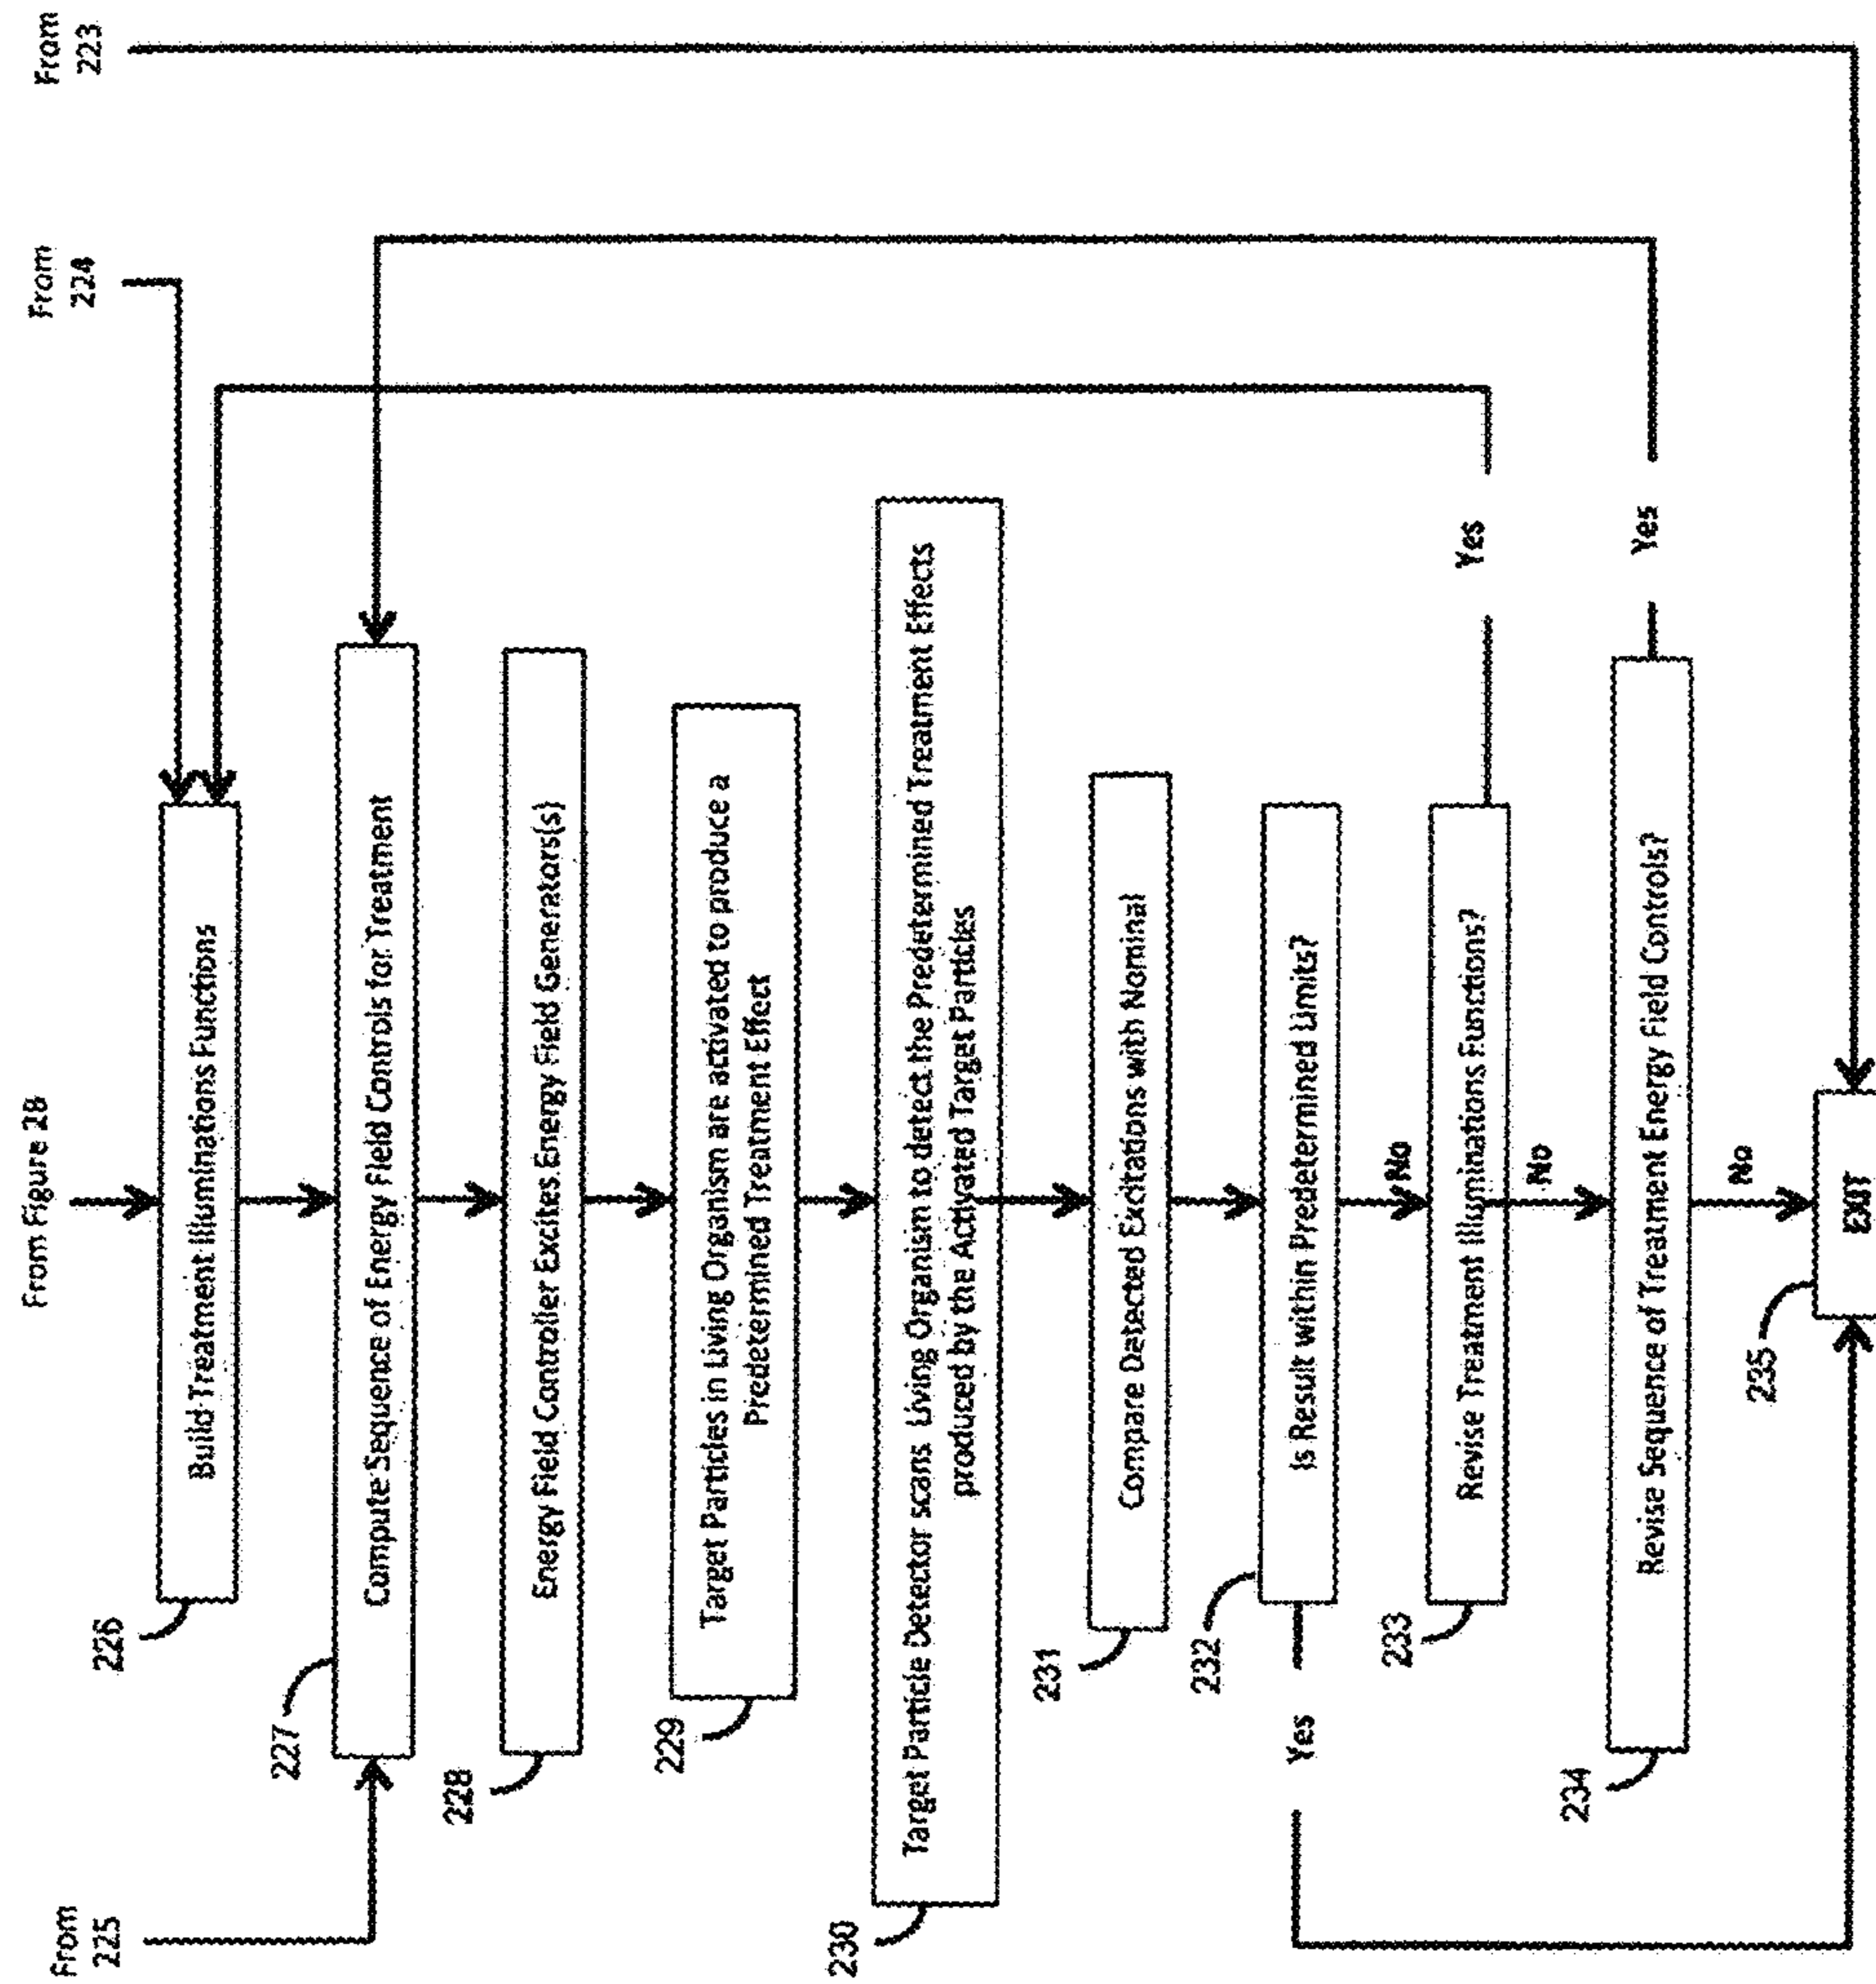 From Figure 28
From
225
From
224
From
223
226
Build Treatment Illuminations Functions
227
Compute Sequence of Energy Field Controls for Treatment
228
Energy Field Controller Excites Energy Field Generators(s)
229
Target Particles in Living Organism are activated to produce a
Predetermined Treatment Effect
230
Target Particle Detector scans Living Organism to detect the Predetermined Treatment Effects
produced by the Activated Target Particles
231
Compare Detected Excitations with Nominal
232
Is Result within Predetermined Limits?
Yes
No
233
Revise Treatment Illuminations Functions?
Yes
No
234
Revise Sequence of Treatment Energy Field Controls?
Yes
No
235
EXIT